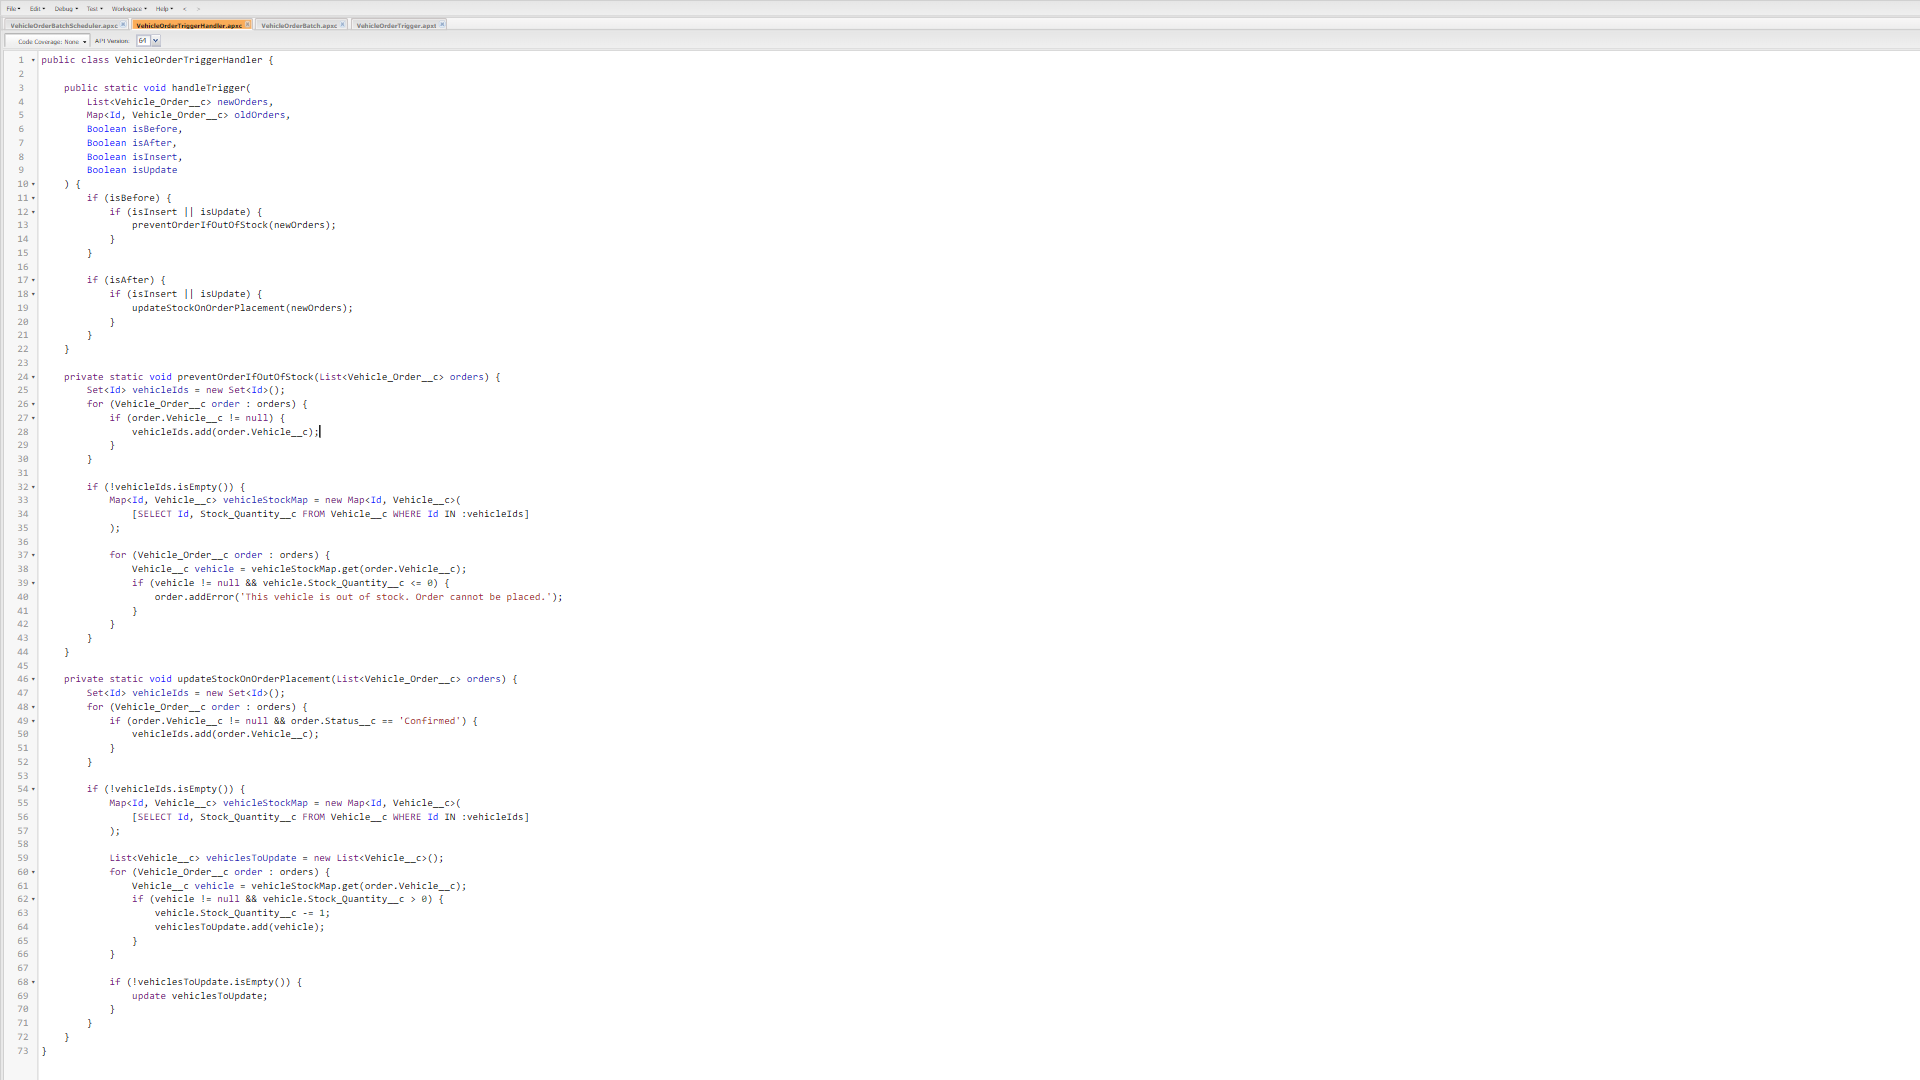 File Edit Debug Test Workspace Help < >
VehicleOrderBatchScheduler.apxc VehicleOrderTriggerHandler.apxc VehicleOrderBatch.apxc VehicleOrderTrigger.apxt
Code Coverage: None API Version: 64
1 public class VehicleOrderTriggerHandler {
2
3     public static void handleTrigger(
4         List<Vehicle_Order__c> newOrders,
5         Map<Id, Vehicle_Order__c> oldOrders,
6         Boolean isBefore,
7         Boolean isAfter,
8         Boolean isInsert,
9         Boolean isUpdate
10     ) {
11         if (isBefore) {
12             if (isInsert || isUpdate) {
13                 preventOrderIfOutOfStock(newOrders);
14             }
15         }
16
17         if (isAfter) {
18             if (isInsert || isUpdate) {
19                 updateStockOnOrderPlacement(newOrders);
20             }
21         }
22     }
23
24     private static void preventOrderIfOutOfStock(List<Vehicle_Order__c> orders) {
25         Set<Id> vehicleIds = new Set<Id>();
26         for (Vehicle_Order__c order : orders) {
27             if (order.Vehicle__c != null) {
28                 vehicleIds.add(order.Vehicle__c);
29             }
30         }
31
32         if (!vehicleIds.isEmpty()) {
33             Map<Id, Vehicle__c> vehicleStockMap = new Map<Id, Vehicle__c>(
34                 [SELECT Id, Stock_Quantity__c FROM Vehicle__c WHERE Id IN :vehicleIds]
35             );
36
37             for (Vehicle_Order__c order : orders) {
38                 Vehicle__c vehicle = vehicleStockMap.get(order.Vehicle__c);
39                 if (vehicle != null && vehicle.Stock_Quantity__c <= 0) {
40                     order.addError('This vehicle is out of stock. Order cannot be placed.');
41                 }
42             }
43         }
44     }
45
46     private static void updateStockOnOrderPlacement(List<Vehicle_Order__c> orders) {
47         Set<Id> vehicleIds = new Set<Id>();
48         for (Vehicle_Order__c order : orders) {
49             if (order.Vehicle__c != null && order.Status__c == 'Confirmed') {
50                 vehicleIds.add(order.Vehicle__c);
51             }
52         }
53
54         if (!vehicleIds.isEmpty()) {
55             Map<Id, Vehicle__c> vehicleStockMap = new Map<Id, Vehicle__c>(
56                 [SELECT Id, Stock_Quantity__c FROM Vehicle__c WHERE Id IN :vehicleIds]
57             );
58
59             List<Vehicle__c> vehiclesToUpdate = new List<Vehicle__c>();
60             for (Vehicle_Order__c order : orders) {
61                 Vehicle__c vehicle = vehicleStockMap.get(order.Vehicle__c);
62                 if (vehicle != null && vehicle.Stock_Quantity__c > 0) {
63                     vehicle.Stock_Quantity__c -= 1;
64                     vehiclesToUpdate.add(vehicle);
65                 }
66             }
67
68             if (!vehiclesToUpdate.isEmpty()) {
69                 update vehiclesToUpdate;
70             }
71         }
72     }
73 }